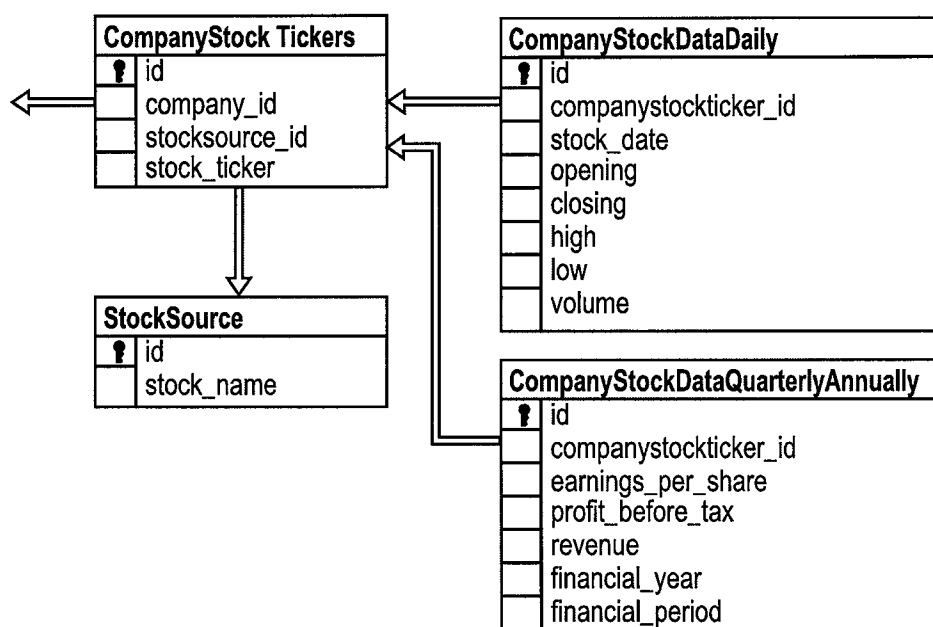 CompanyStock Tickers
id
company_id
stocksource_id
stock_ticker
StockSource
id
stock_name
CompanyStockDataDaily
id
companystockticker_id
stock_date
opening
closing
high
low
volume
CompanyStockDataQuarterlyAnnually
id
companystockticker_id
earnings_per_share
profit_before_tax
revenue
financial_year
financial_period